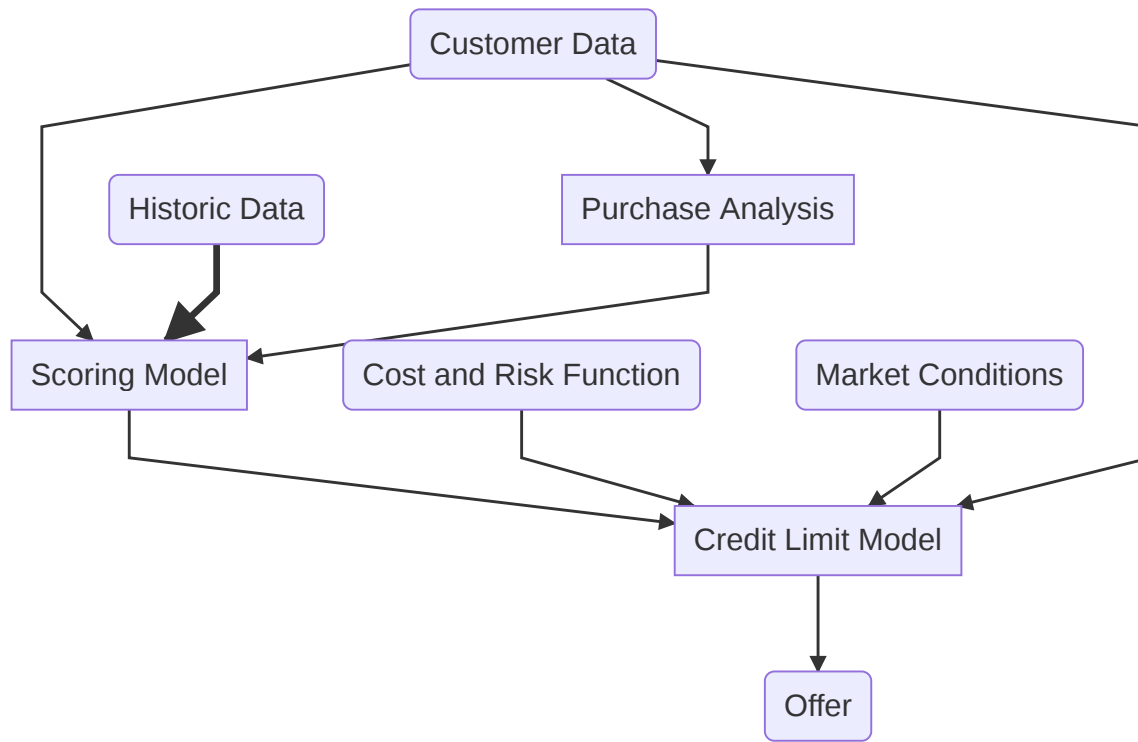 Customer Data
Historic Data
Purchase Analysis
Scoring Model
Cost and Risk Function
Market Conditions
Credit Limit Model
Offer